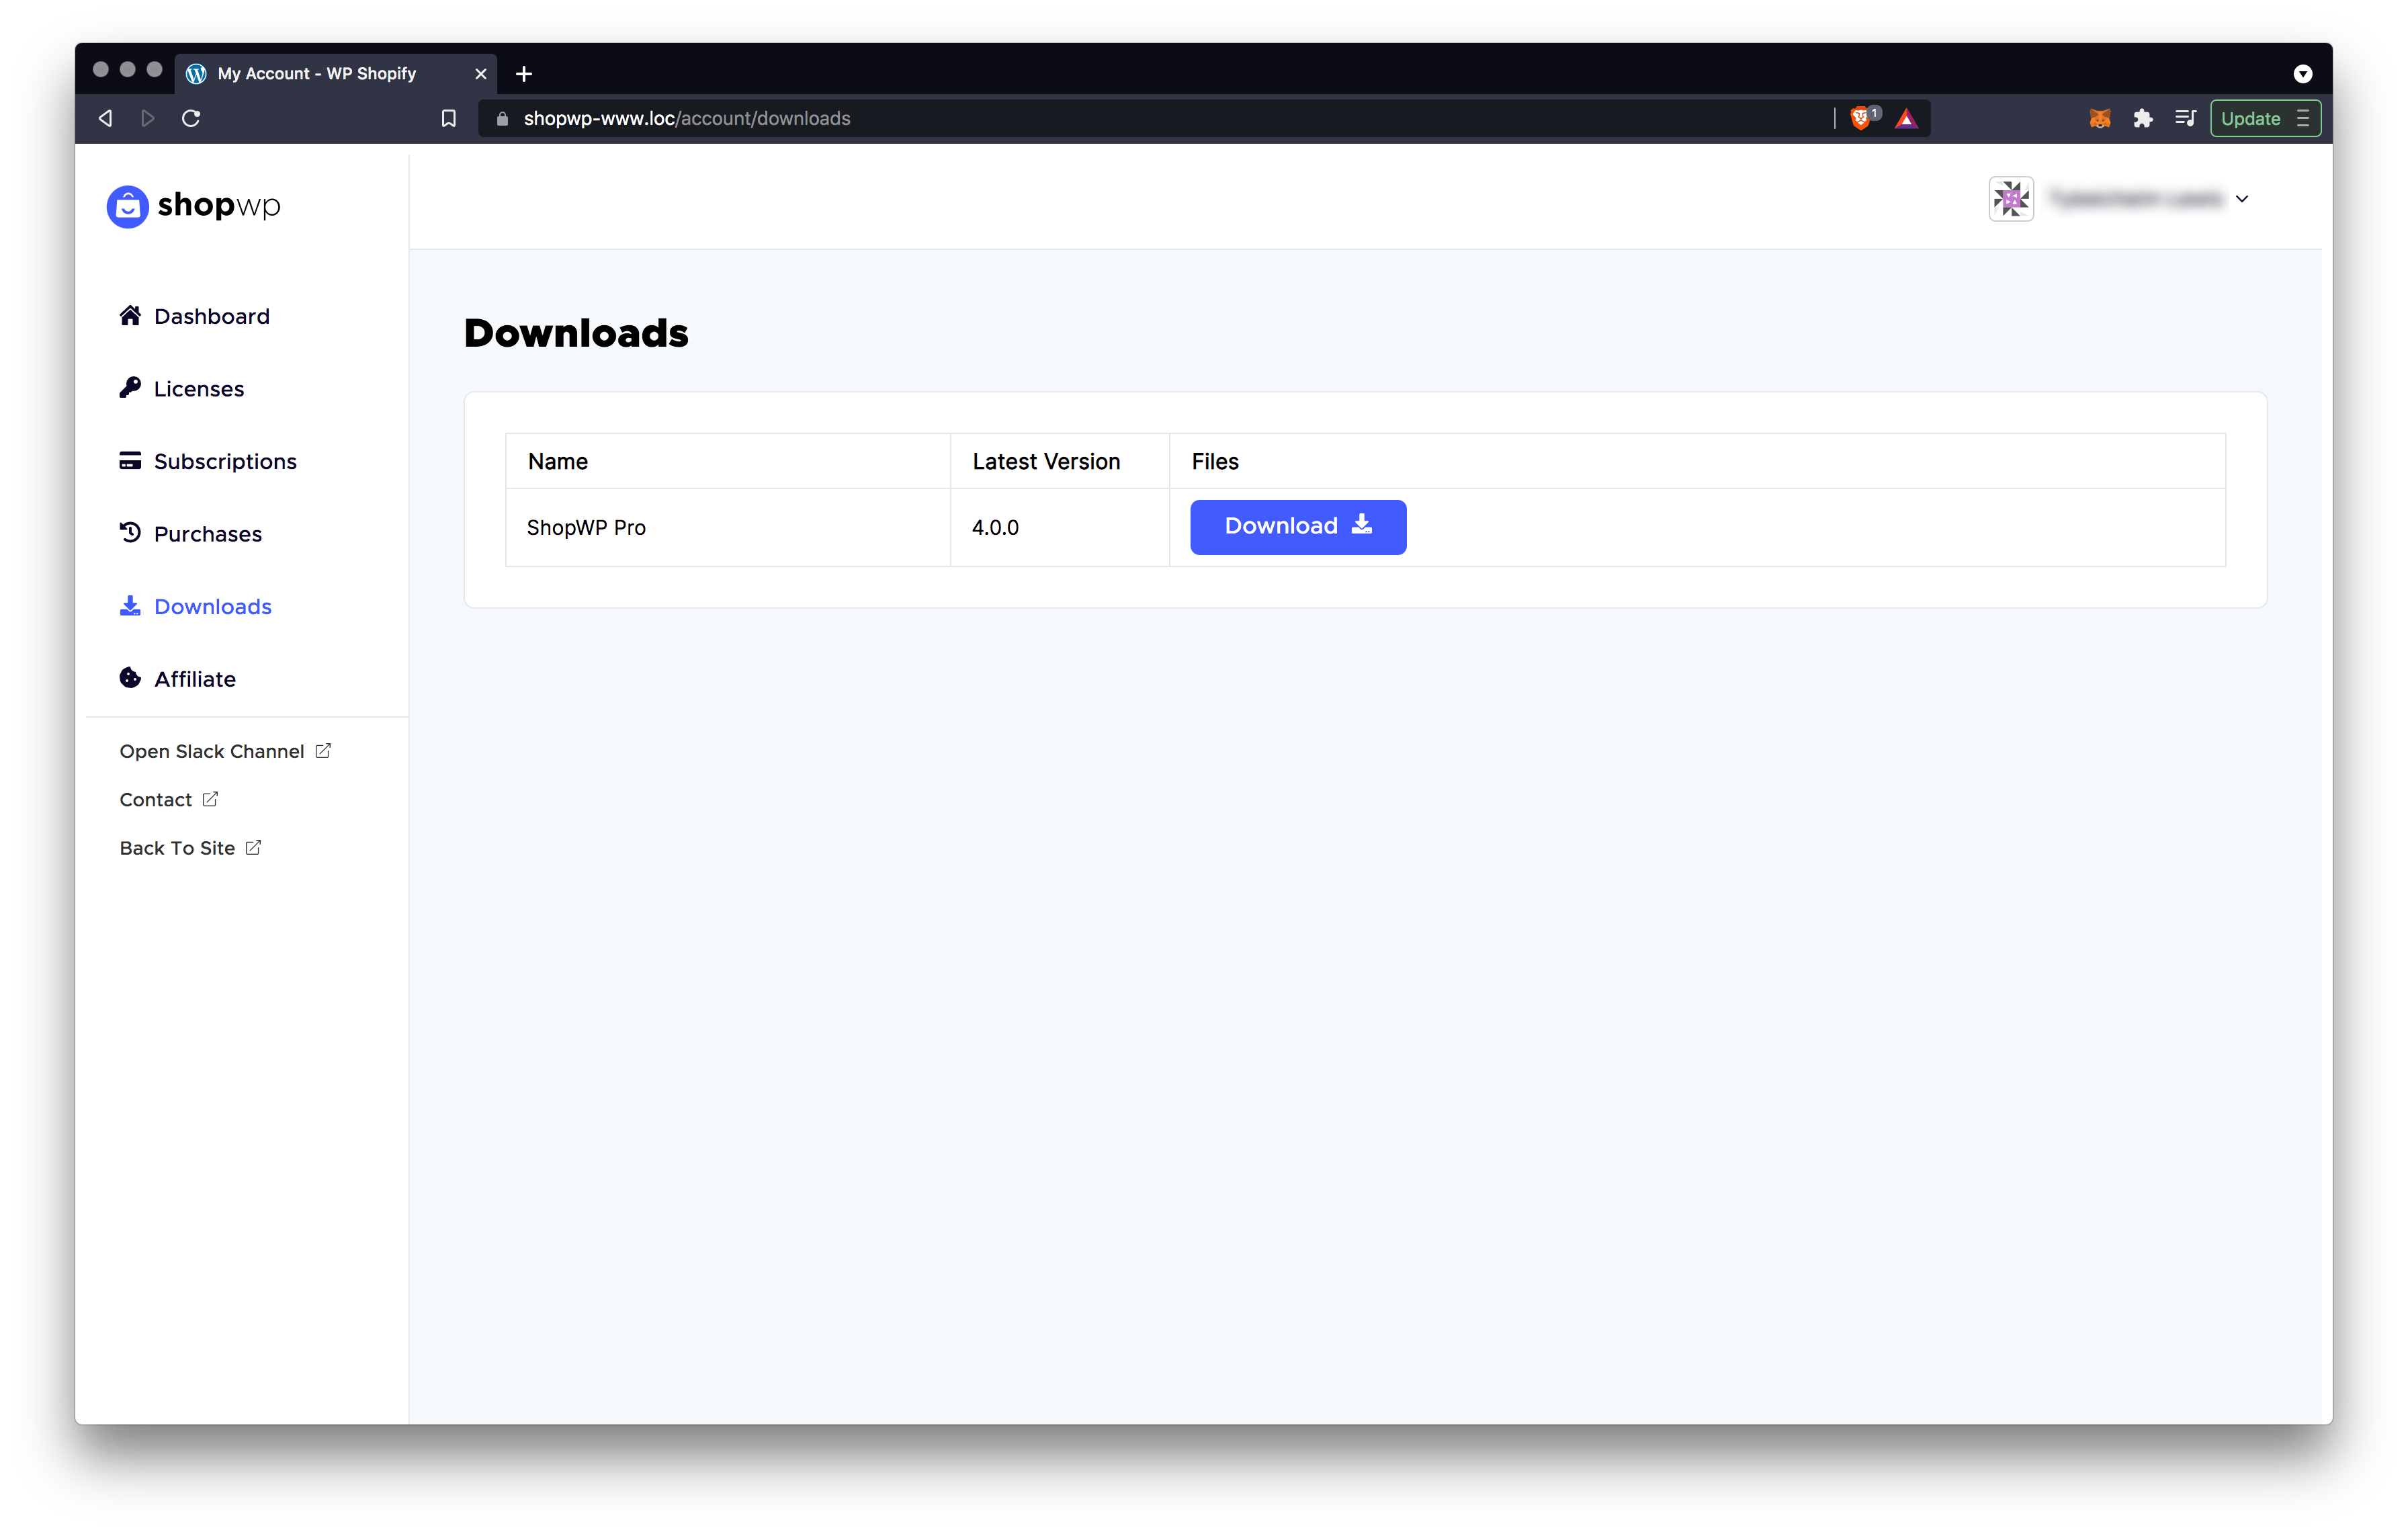 My Account - WP Shopify
shopwp-www.loc/account/downloads
1
Update
shopwp
Dashboard
Licenses
Subscriptions
Purchases
Downloads
Affiliate
Open Slack Channel
Contact
Back To Site
Downloads
Name Latest Version Files
ShopWP Pro 4.0.0 Download